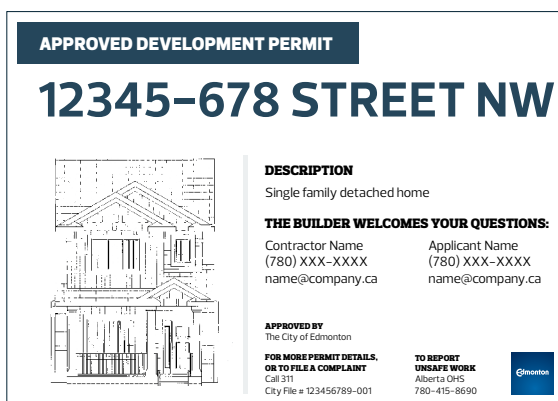 APPROVED DEVELOPMENT PERMIT
12345-678 STREET NW
DESCRIPTION
Single family detached home
THE BUILDER WELCOMES YOUR QUESTIONS:
Contractor Name
(780) XXX-XXXX
name@company.ca
Applicant Name
(780) XXX-XXXX
name@company.ca
APPROVED BY
The City of Edmonton
FOR MORE PERMIT DETAILS,
OR TO FILE A COMPLAINT
Call 311
City File # 123456789-001
TO REPORT
UNSAFE WORK
Alberta OHS
780-415-8690
Edmonton